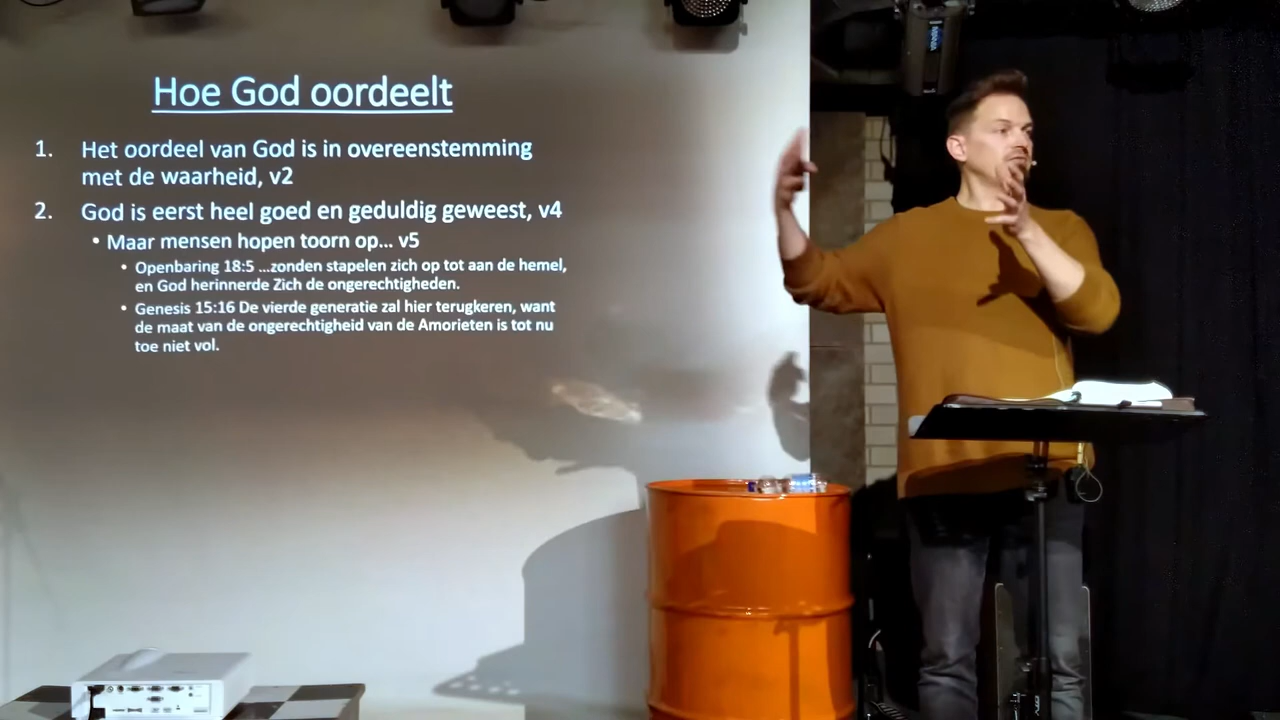 Hoe God oordeelt
1. Het oordeel van God is in overeenstemming
met de waarheid, v2
2. God is eerst heel goed en geduldig geweest, v4
• Maar mensen hopen toorn op... v5
• Openbaring 18:5 ...zonden stapelen zich op tot aan de hemel,
en God herinnerde Zich de ongerechtigheden.
• Genesis 15:16 De vierde generatie zal hier terugkeren, want
de maat van de ongerechtigheid van de Amorieten is tot nu
toe niet vol.